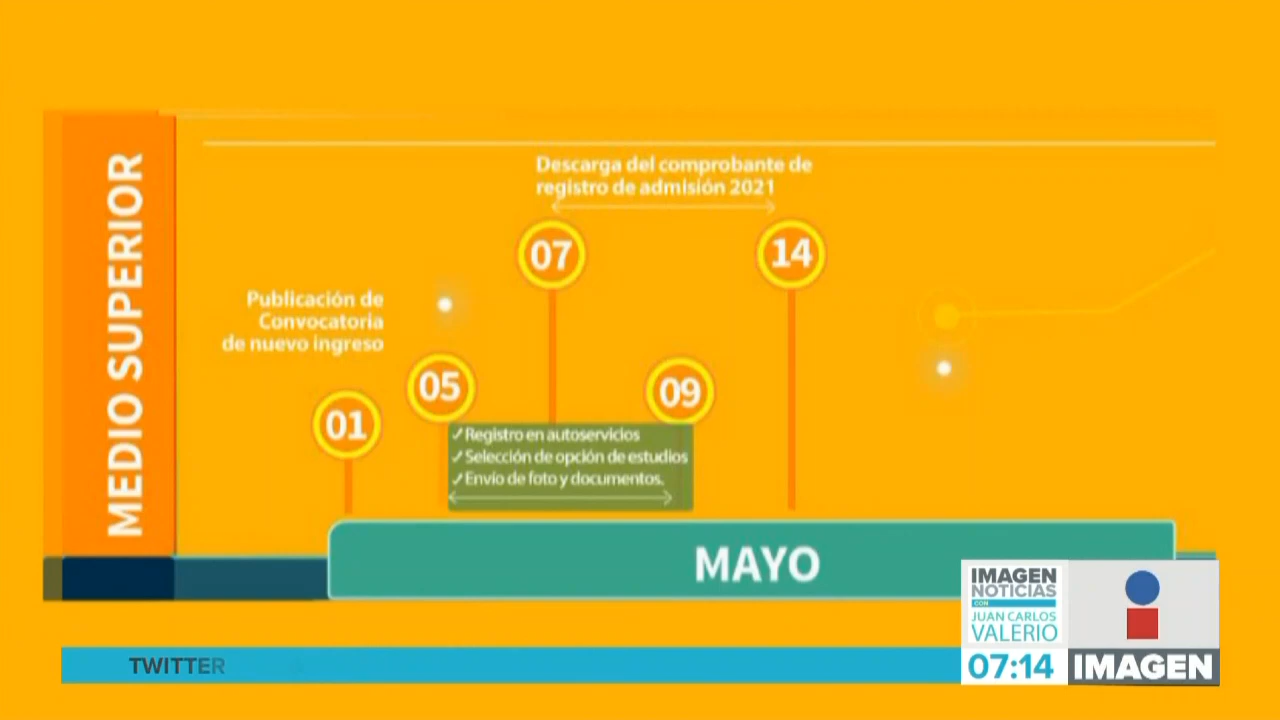 MEDIO SUPERIOR
Descarga del comprobante de
registro de admisión 2021
07
14
Publicación de
Convocatoria
de nuevo ingreso
05
09
01
✓Registro en autoservicios
✓Selección de opción de estudios
✓Envío de foto y documentos.
MAYO
IMAGEN
NOTICIAS
CON
JUAN CARLOS
VALERIO
TWITTER
07:14
IMAGEN